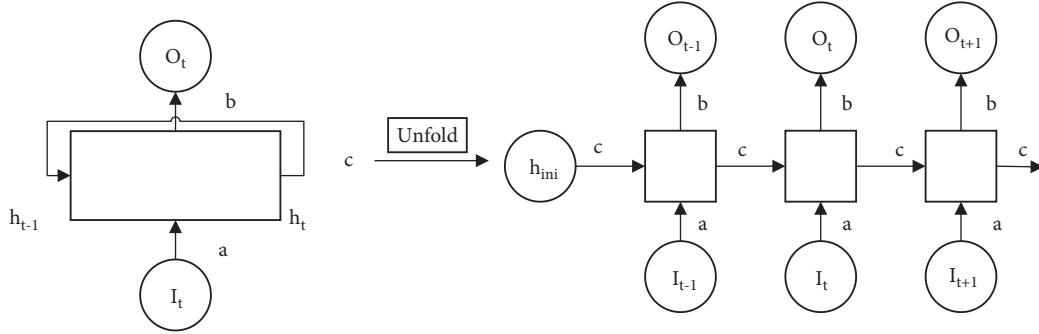 O_t
b
h_{t-1}
h_t
a
I_t
c
Unfold
h_{ini}
O_{t-1} O_t O_{t+1}
b b b
c c c c
a a a
I_{t-1} I_t I_{t+1}